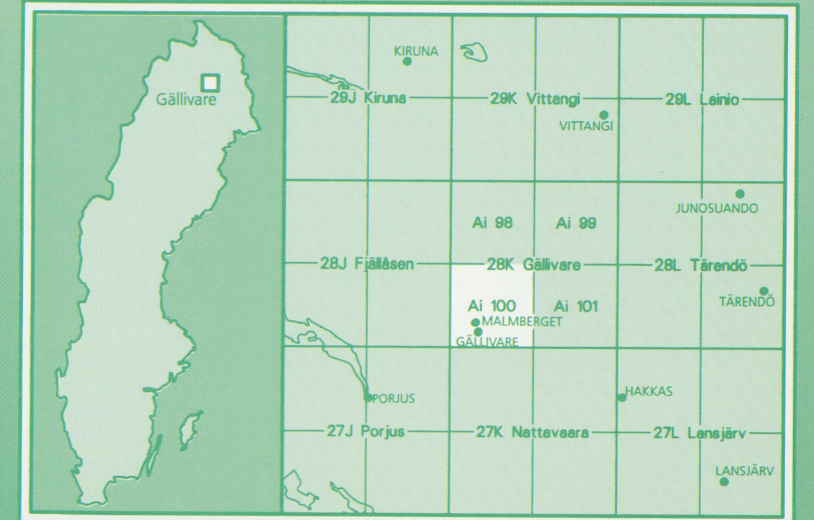 Gällivare
KIRUNA
29J Kiruna
29K Vittangi
29L Lainio
VITTANGI
JUNOSUANDO
Ai 98
Ai 99
28J Fjällåsen
28K Gällivare
28L Tärendö
TÄRENDÖ
Ai 100
Ai 101
MALMBERGET
GÄLLIVARE
PORJUS
HAKKAS
27J Porjus
27K Nattavaara
27L Lansjärv
LANSJÄRV